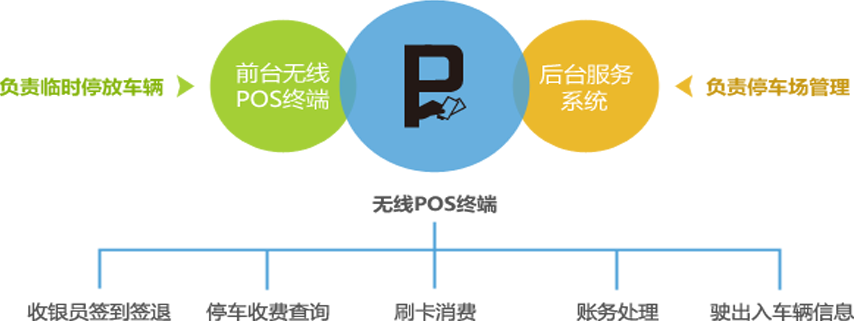 负责临时停放车辆
前台无线
POS终端
P
后台服务
系统
负责停车场管理
无线POS终端
收银员签到签退
停车收费查询
刷卡消费
账务处理
驶出入车辆信息